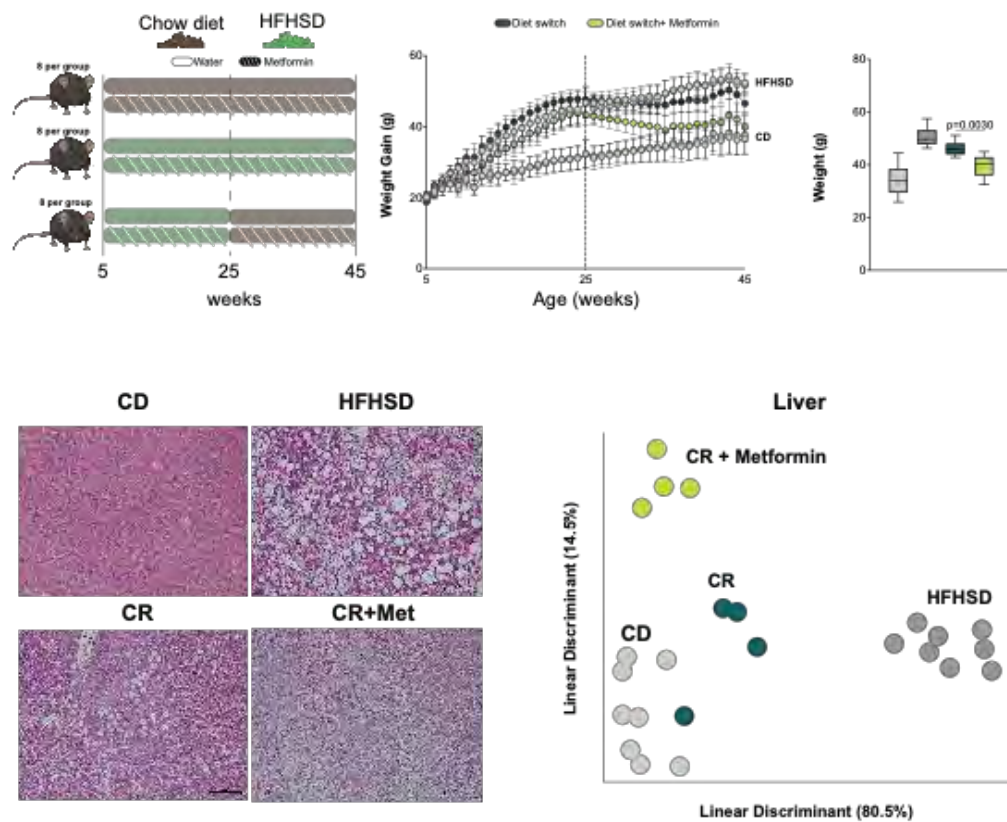 Chow diet HFHSD
Water Metformin
8 per group
8 per group
8 per group
5 25 45
weeks
Diet switch Diet switch+ Metformin
Weight Gain (g)
60
40
20
0
HFHSD
CD
5 25 45
Age (weeks)
Weight (g)
80
60
40
20
0
p=0.0030
CD HFHSD
CR CR+Met
Liver
CR + Metformin
CR
HFHSD
CD
Linear Discriminant (14.5%)
Linear Discriminant (80.5%)